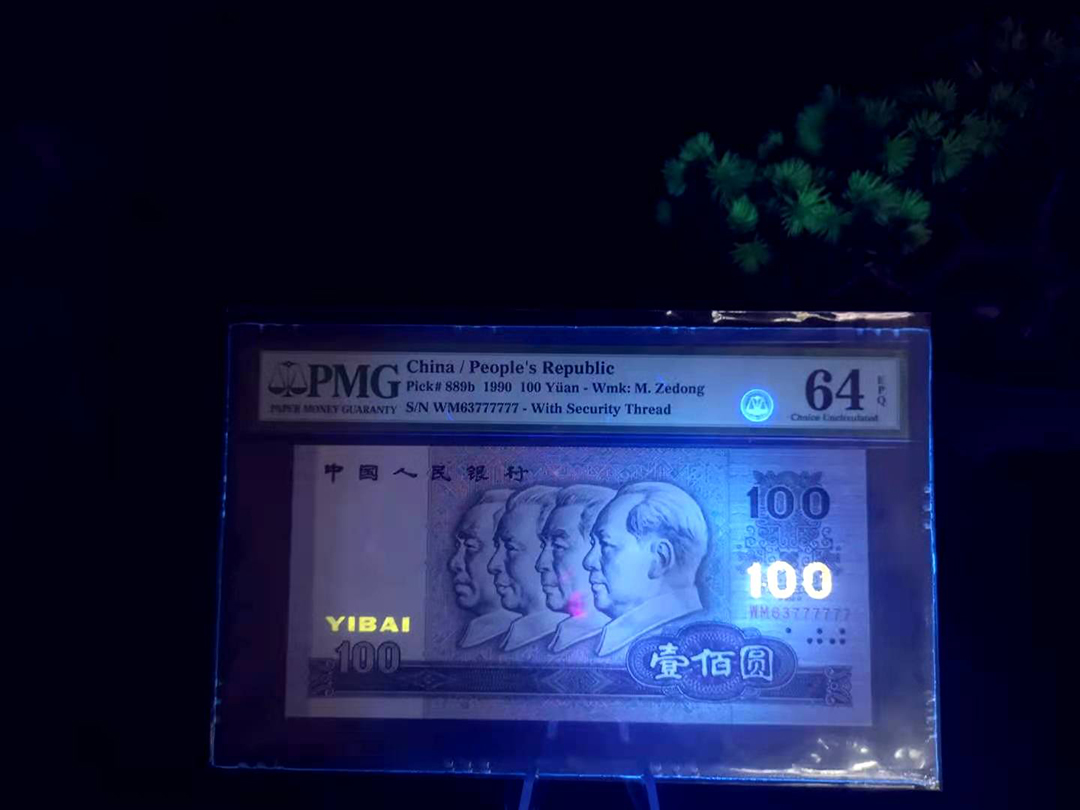 PMG
PAPER MONEY GUARANTY
China / People's Republic
Pick# 889b 1990 100 Yüan - Wmk: M. Zedong
S/N WM63777777 - With Security Thread
64 EPQ
Choice Uncirculated
中国人民银行
100
100
WM63777777
YIBAI
100
壹佰圆